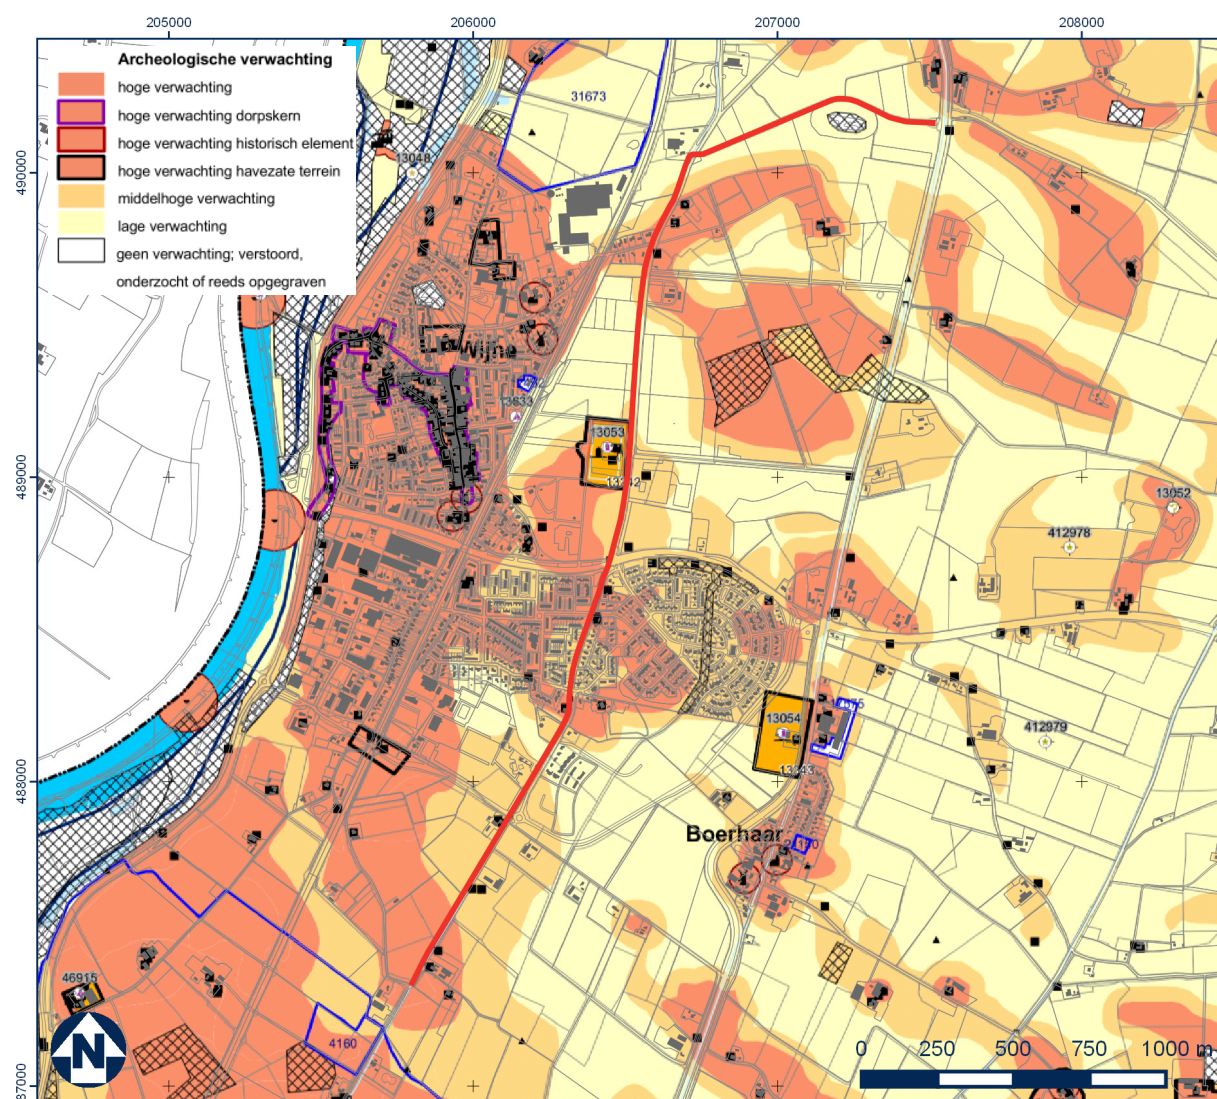 205000
206000
207000
208000
Archeologische verwachting
hoge verwachting
hoge verwachting dorpskern
hoge verwachting historisch element
hoge verwachting havezate terrein
middelhoge verwachting
lage verwachting
geen verwachting; verstoord,
onderzocht of reeds opgegraven
31673
13048
490000
Wijhe
13633
13053
489000
13052
412978
13054
412979
488000
Boerhaar
46915
4160
N
0 250 500 750 1000 m
87000